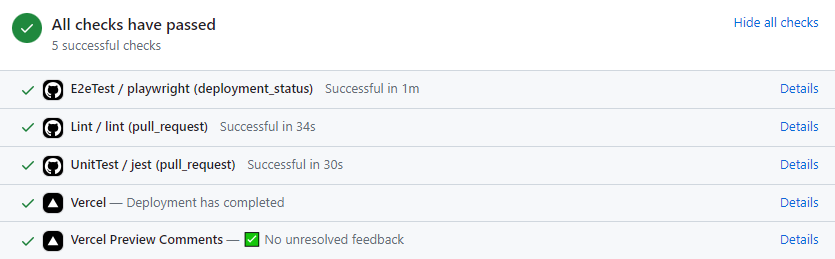 All checks have passed
Hide all checks
5 successful checks
E2eTest / playwright (deployment_status) Successful in 1m Details
Lint / lint (pull_request) Successful in 34s Details
UnitTest / jest (pull_request) Successful in 30s Details
Vercel — Deployment has completed Details
Vercel Preview Comments — ✅ No unresolved feedback Details